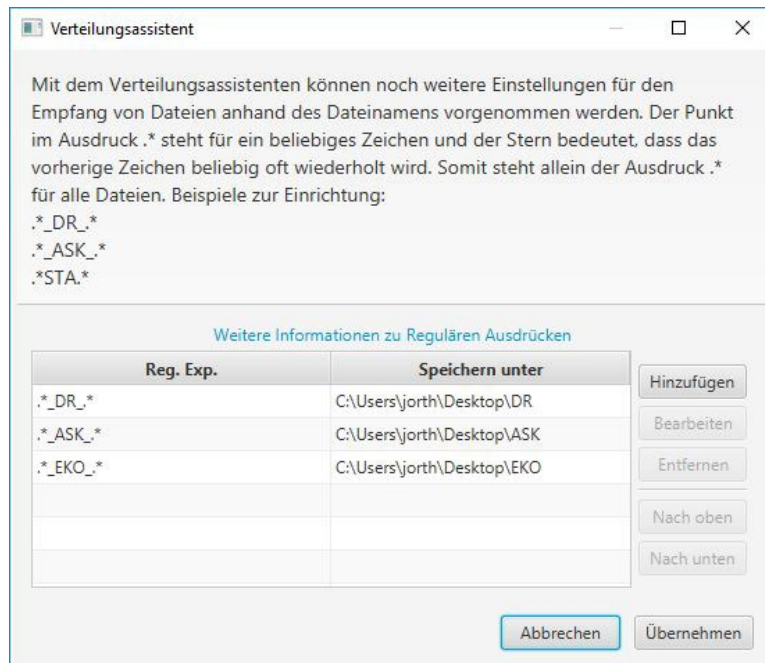 Verteilungsassistent
Mit dem Verteilungsassistenten können noch weitere Einstellungen für den
Empfang von Dateien anhand des Dateinamens vorgenommen werden. Der Punkt
im Ausdruck .* steht für ein beliebiges Zeichen und der Stern bedeutet, dass das
vorherige Zeichen beliebig oft wiederholt wird. Somit steht allein der Ausdruck .*
für alle Dateien. Beispiele zur Einrichtung:
.*_DR_.*
.*_ASK_.*
.*STA.*
Weitere Informationen zu Regulären Ausdrücken
Reg. Exp. Speichern unter
.*_DR_.* C:\Users\jorth\Desktop\DR
.*_ASK_.* C:\Users\jorth\Desktop\ASK
.*_EKO_.* C:\Users\jorth\Desktop\EKO
Hinzufügen
Bearbeiten
Entfernen
Nach oben
Nach unten
Abbrechen Übernehmen